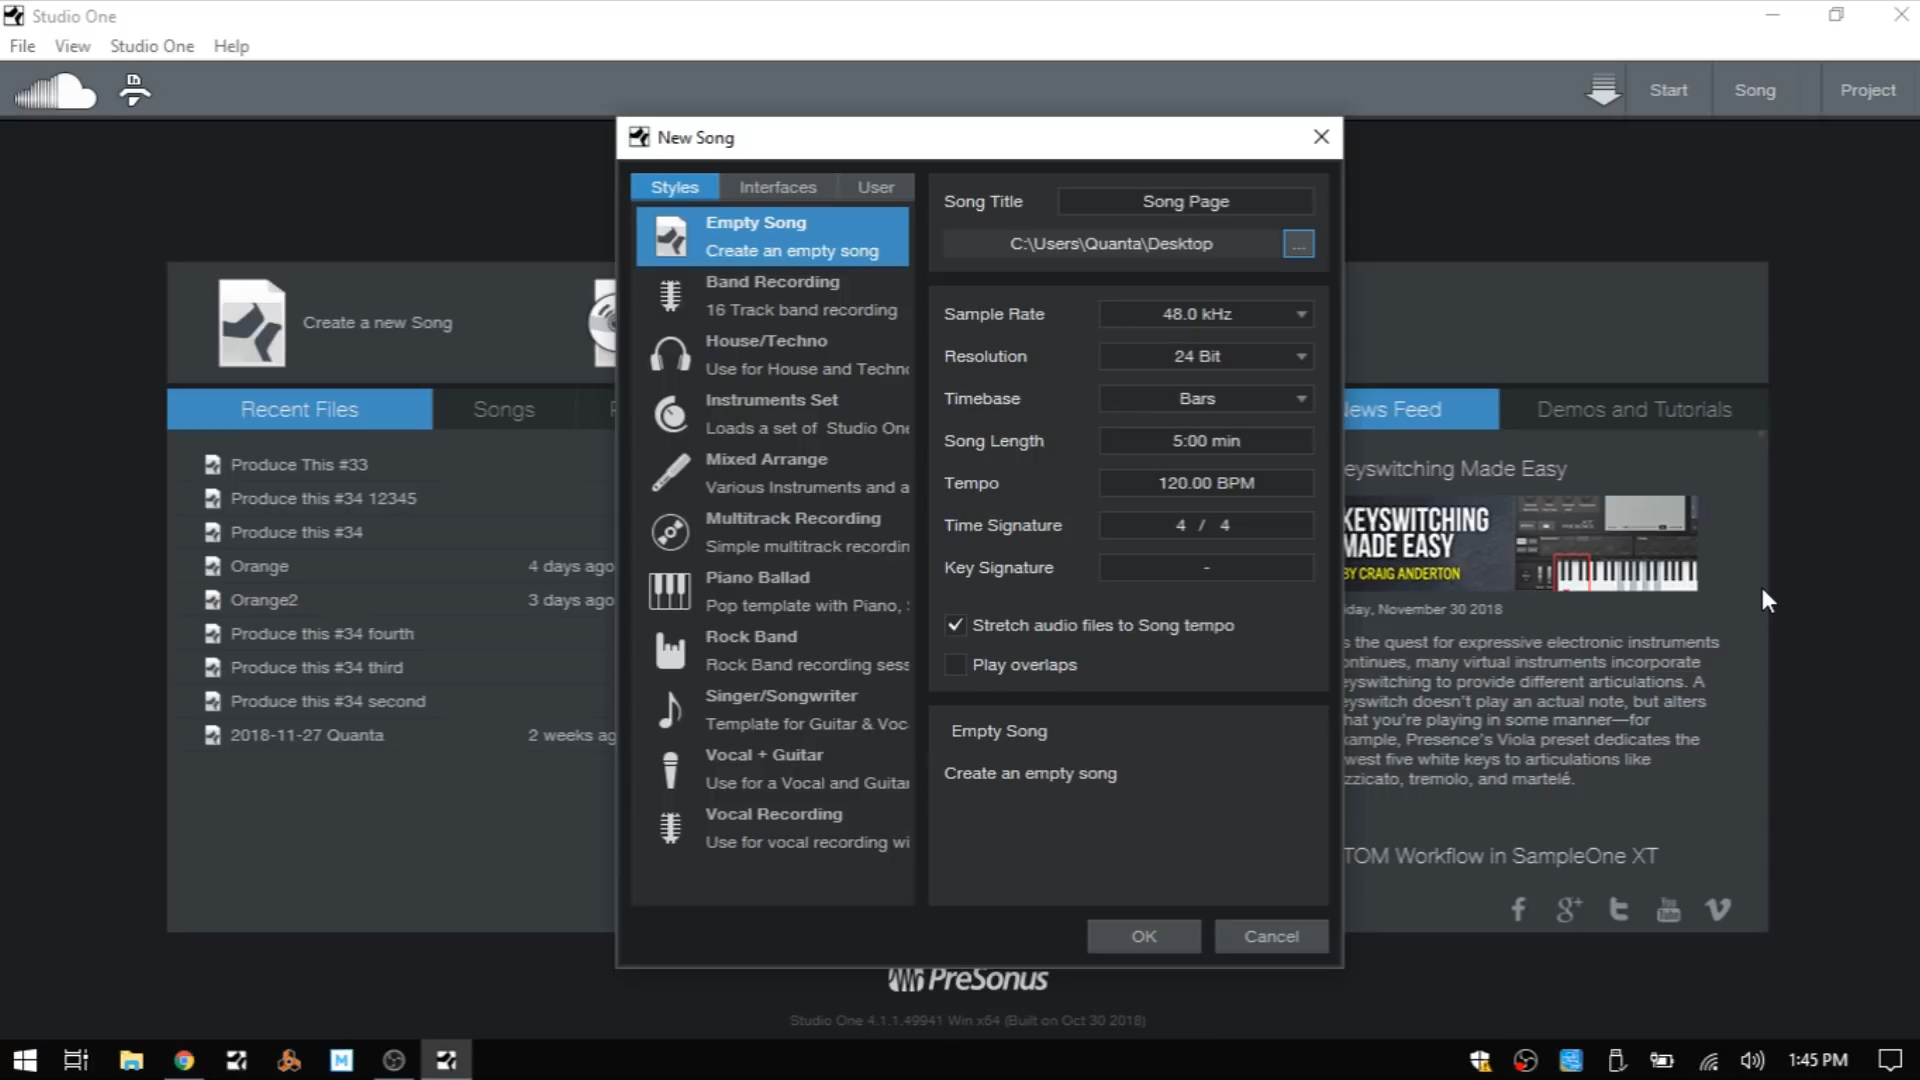 Studio One
File View Studio One Help
Start Song Project
New Song
Styles Interfaces User
Empty Song
Create an empty song
Band Recording
16 Track band recording
House/Techno
Use for House and Techno
Instruments Set
Loads a set of Studio One
Mixed Arrange
Various Instruments and a
Multitrack Recording
Simple multitrack recordin
Piano Ballad
Pop template with Piano,
Rock Band
Rock Band recording sess
Singer/Songwriter
Template for Guitar & Voc
Vocal + Guitar
Use for a Vocal and Guitar
Vocal Recording
Use for vocal recording wi
Song Title Song Page
C:\Users\Quanta\Desktop ...
Sample Rate 48.0 kHz
Resolution 24 Bit
Timebase Bars
Song Length 5:00 min
Tempo 120.00 BPM
Time Signature 4 / 4
Key Signature -
Stretch audio files to Song tempo
Play overlaps
Empty Song
Create an empty song
OK Cancel
Create a new Song
Recent Files Songs
Produce This #33
Produce this #34 12345
Produce this #34
Orange 4 days ago
Orange2 3 days ago
Produce this #34 fourth
Produce this #34 third
Produce this #34 second
2018-11-27 Quanta 2 weeks ag
News Feed Demos and Tutorials
eyswitching Made Easy
KEYSWITCHING
MADE EASY
BY CRAIG ANDERTON
iday, November 30 2018
s the quest for expressive electronic instruments
ontinues, many virtual instruments incorporate
eyswitching to provide different articulations. A
eyswitch doesn't play an actual note, but alters
hat you're playing in some manner—for
xample, Presence's Viola preset dedicates the
west five white keys to articulations like
zzicato, tremolo, and martelé.
TOM Workflow in SampleOne XT
PreSonus
Studio One 4.1.1.49941 Win x64 (Built on Oct 30 2018)
1:45 PM